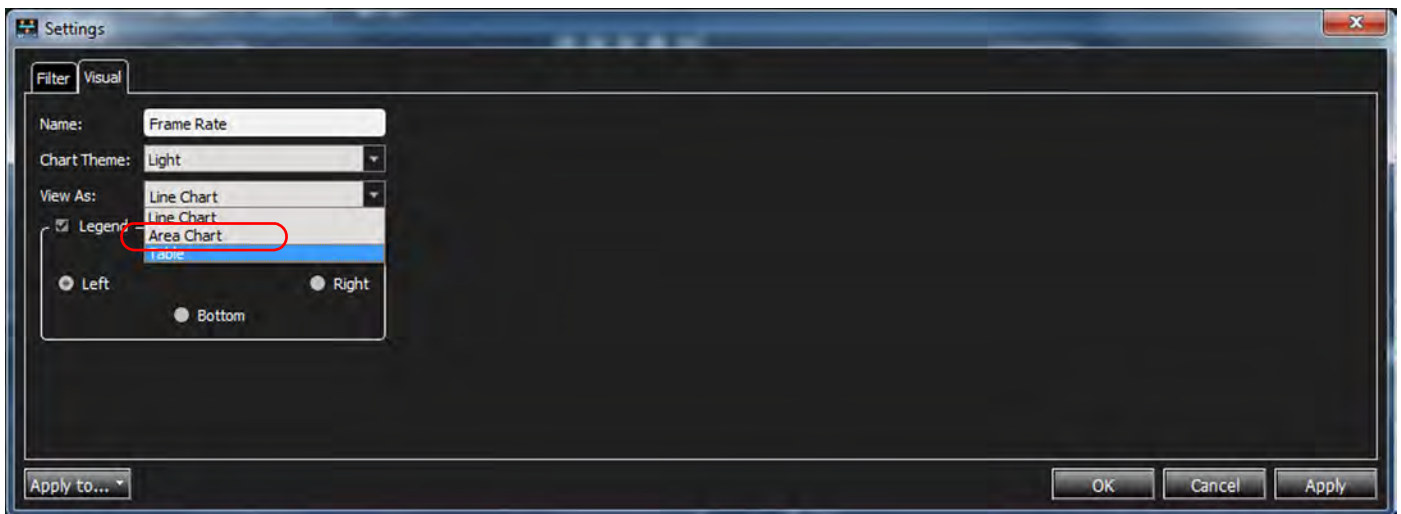 Settings
Filter Visual
Name: Frame Rate
Chart Theme: Light
View As: Line Chart
Line Chart
Legend
Area Chart
Table
Left Right
Bottom
Apply to... OK Cancel Apply